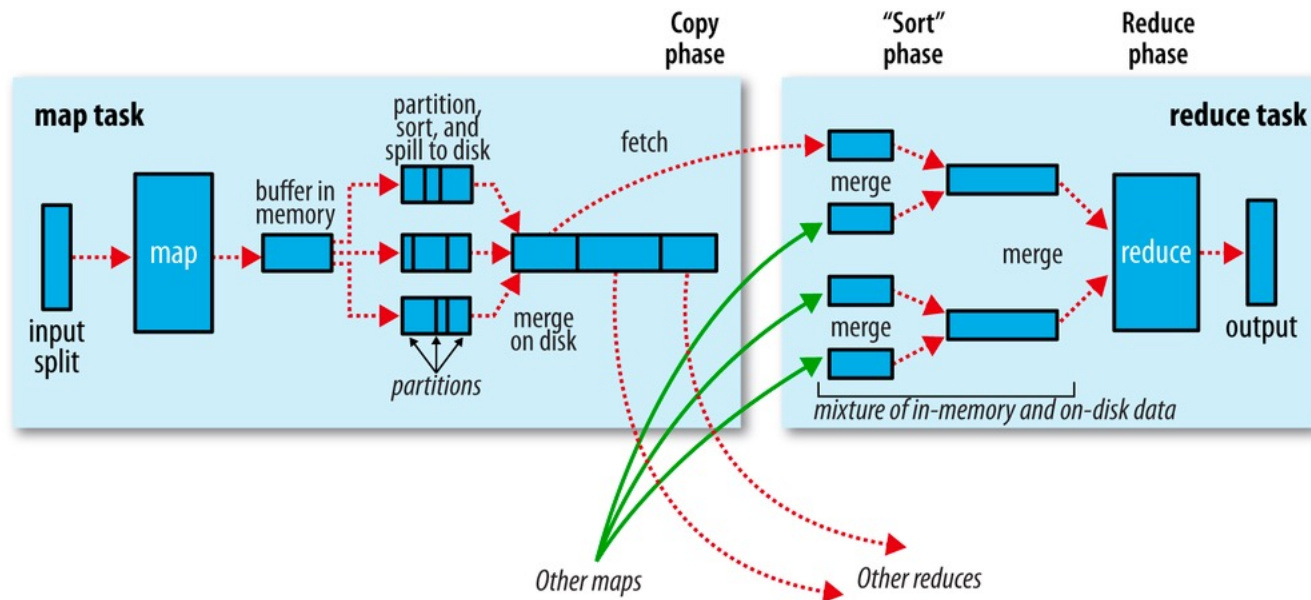 Copy
phase
“Sort”
phase
Reduce
phase
map task
partition,
sort, and
spill to disk
fetch
buffer in
memory
map
input
split
partitions
merge
on disk
reduce task
merge
merge
merge
reduce
output
mixture of in-memory and on-disk data
Other maps
Other reduces